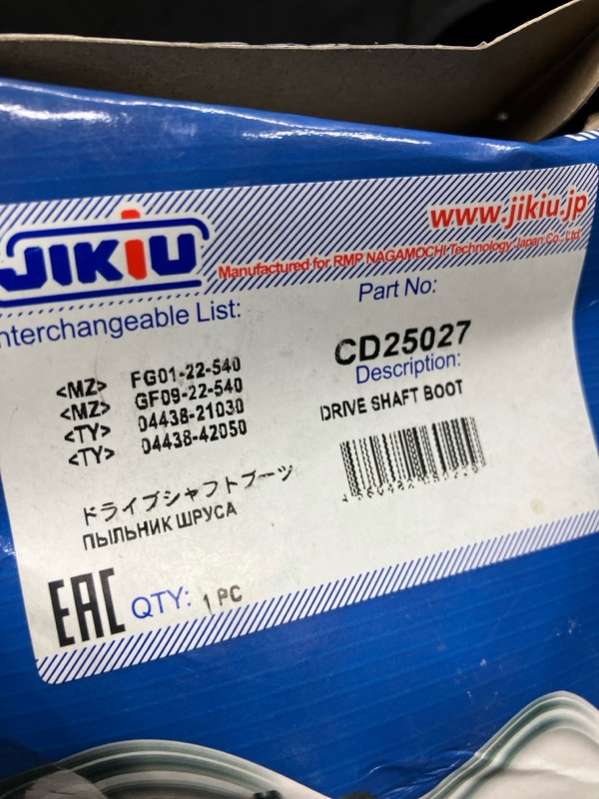 JIKIU
www.jikiu.jp
Manufactured for RMP NAGAMOCHI Technology, Japan Co., Ltd.
nterchangeable List:
Part No:
<MZ> FG01-22-540
<MZ> GF09-22-540
<TY> 04438-21030
<TY> 04438-42050
CD25027
Description:
DRIVE SHAFT BOOT
ドライブシャフトブーツ
ПЫЛЬНИК ШРУСА
EAC
QTY: 1 PC